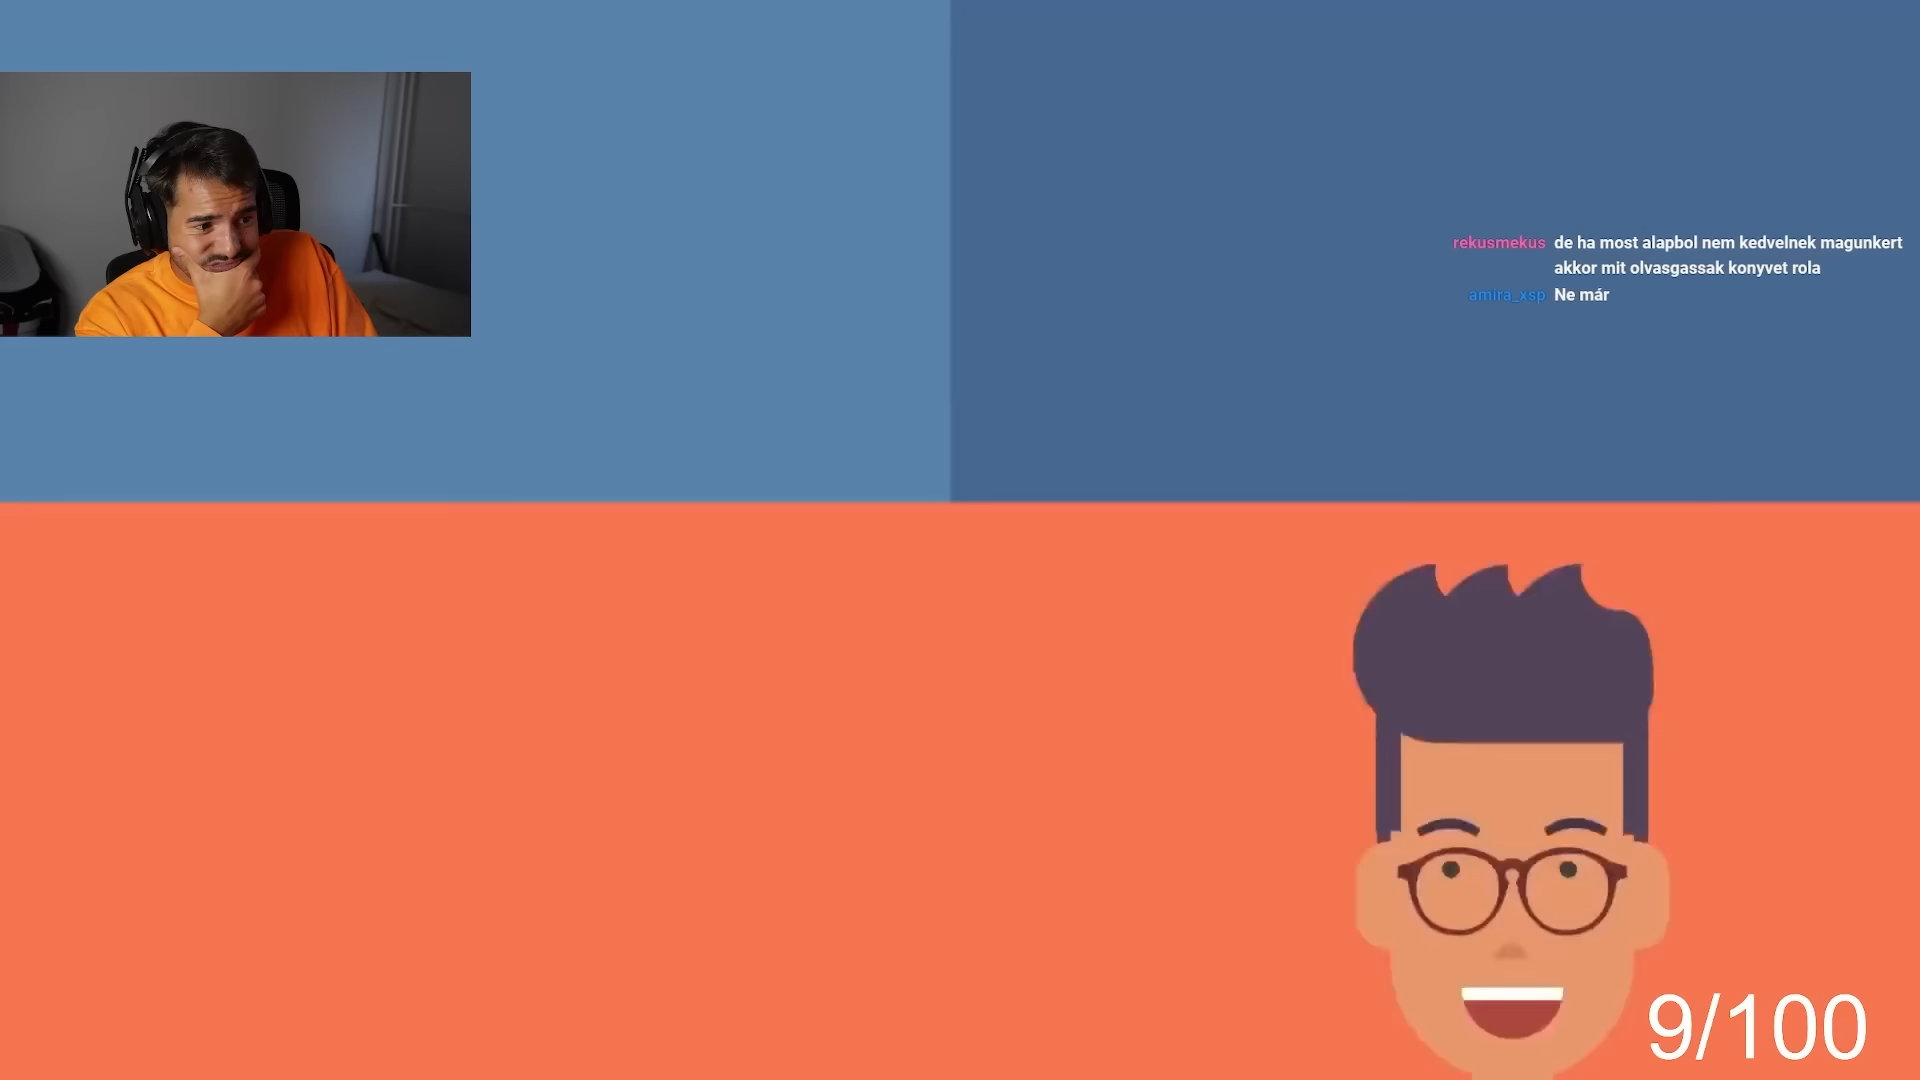 rekusmekus de ha most alapbol nem kedvelnek magunkert
akkor mit olvasgassak konyvet rola
amira_xsp Ne már
9/100